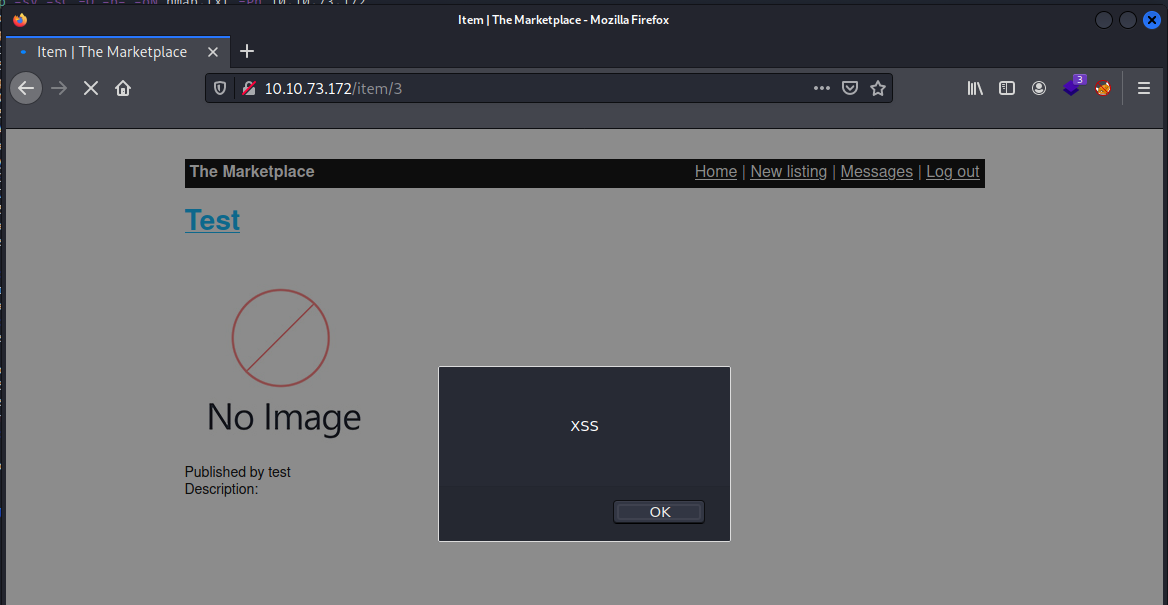 Item | The Marketplace - Mozilla Firefox
Item | The Marketplace
10.10.73.172/item/3
3
The Marketplace Home | New listing | Messages | Log out
Test
No Image
XSS
Published by test
Description:
OK